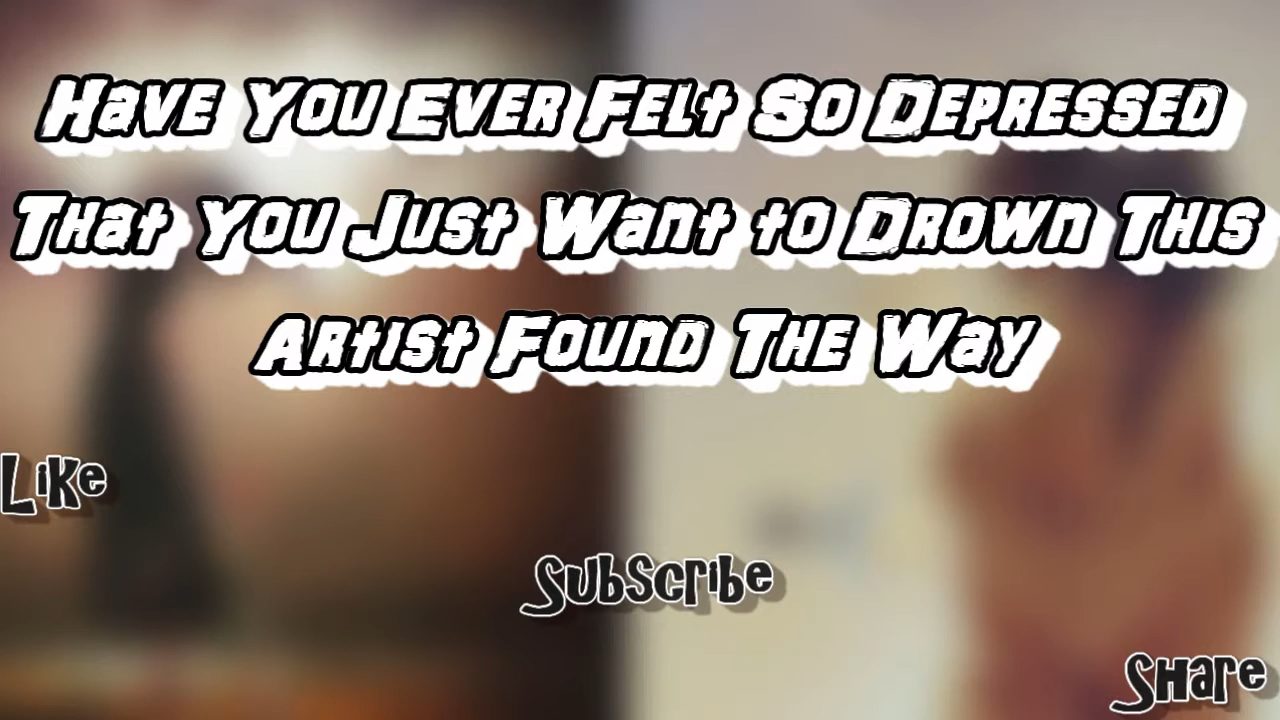 Have You Ever Felt So Depressed
That You Just Want to Drown This
Artist Found The Way
Like
Subscribe
Share